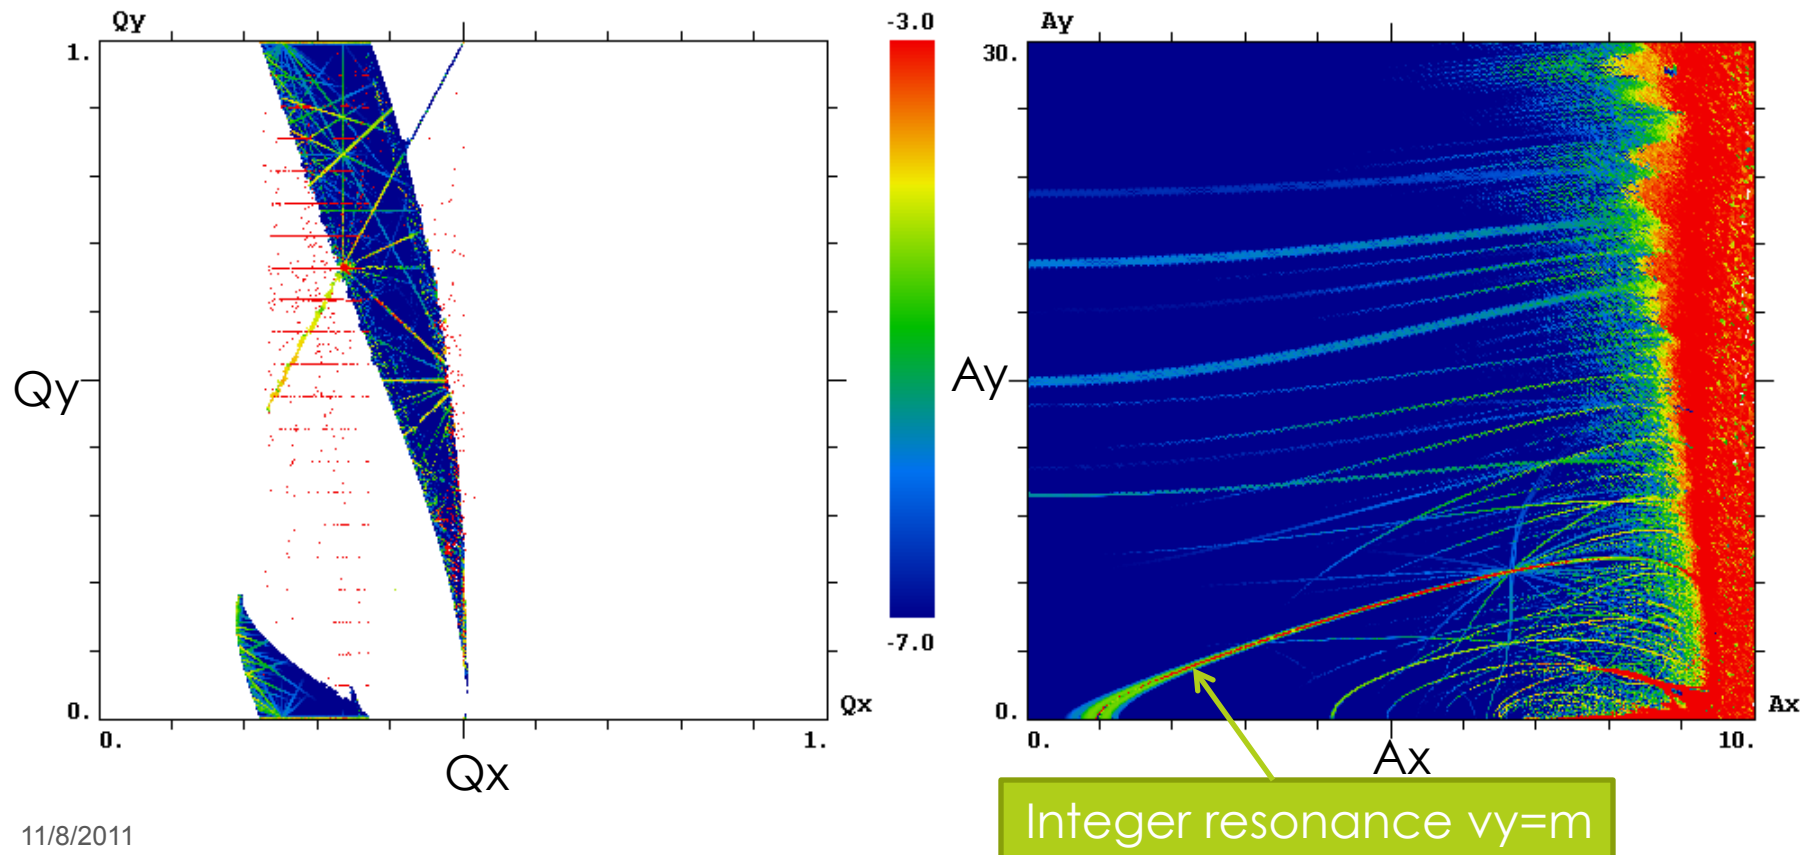 Qy
1.
Qy
0.
Qx
0.
1.
Qx
-3.0
-7.0
Ay
30.
Ay
0.
Ax
0.
10.
Ax
Integer resonance νy=m
11/8/2011